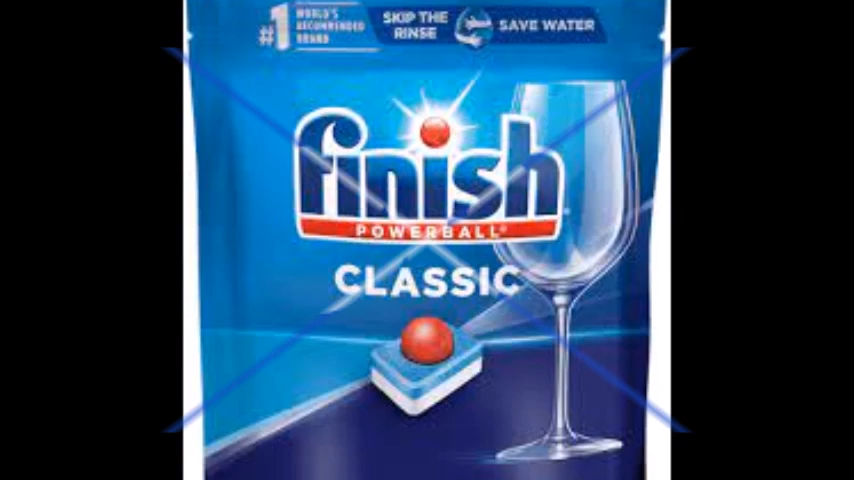 #1 WORLD'S
RECOMMENDED
BRAND
SKIP THE
RINSE
SAVE WATER
finish
POWERBALL®
CLASSIC